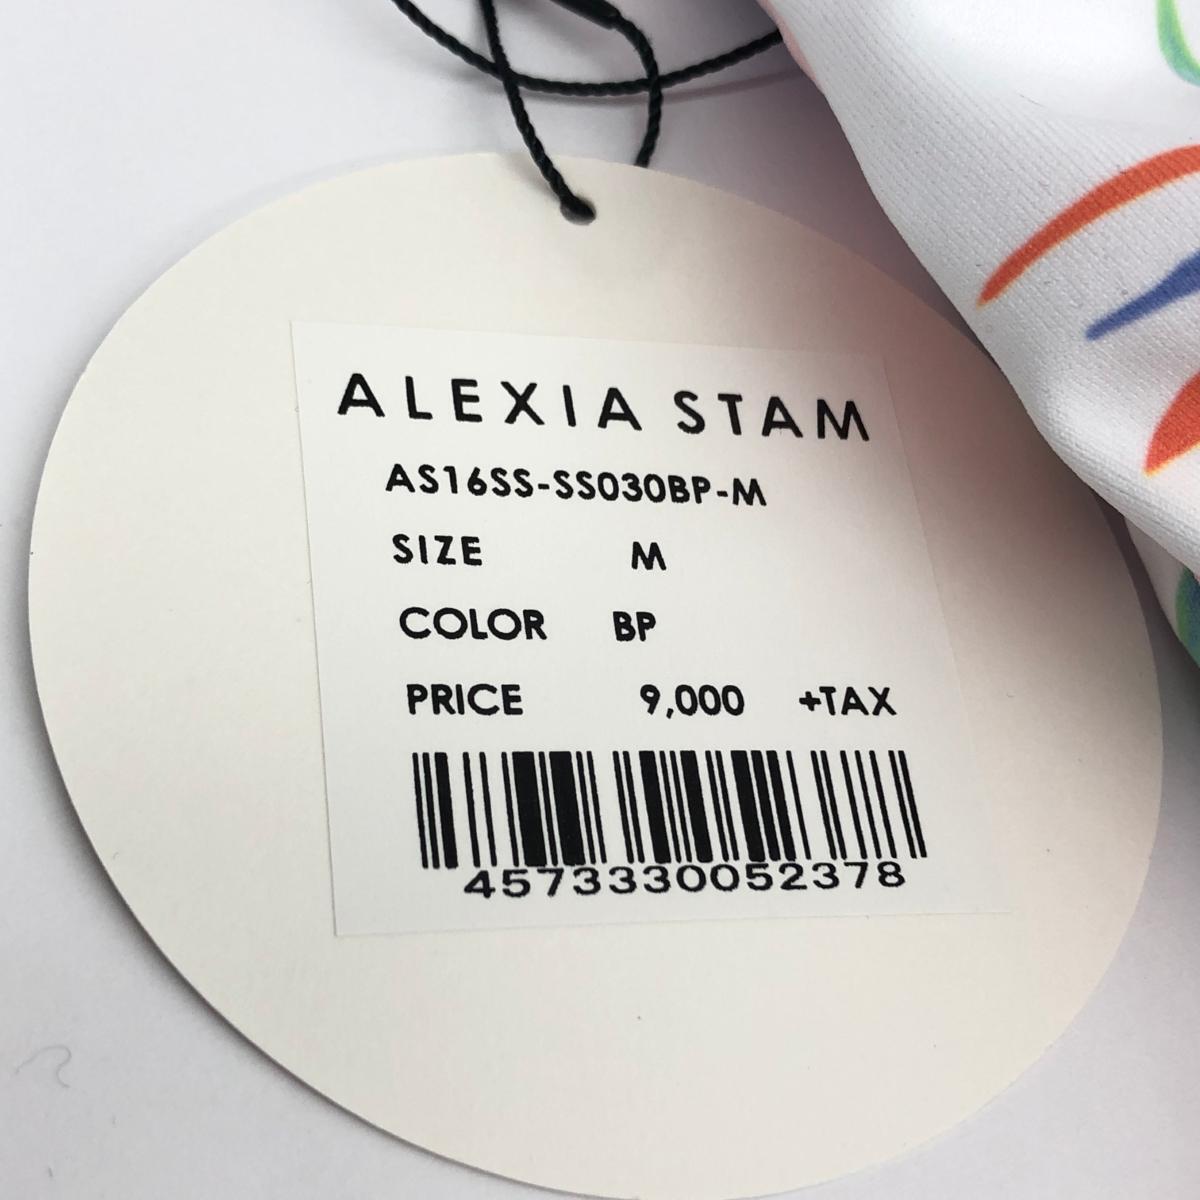 ALEXIA STAM
AS16SS-SS030BP-M
SIZE M
COLOR BP
PRICE 9,000 +TAX
4573330052378